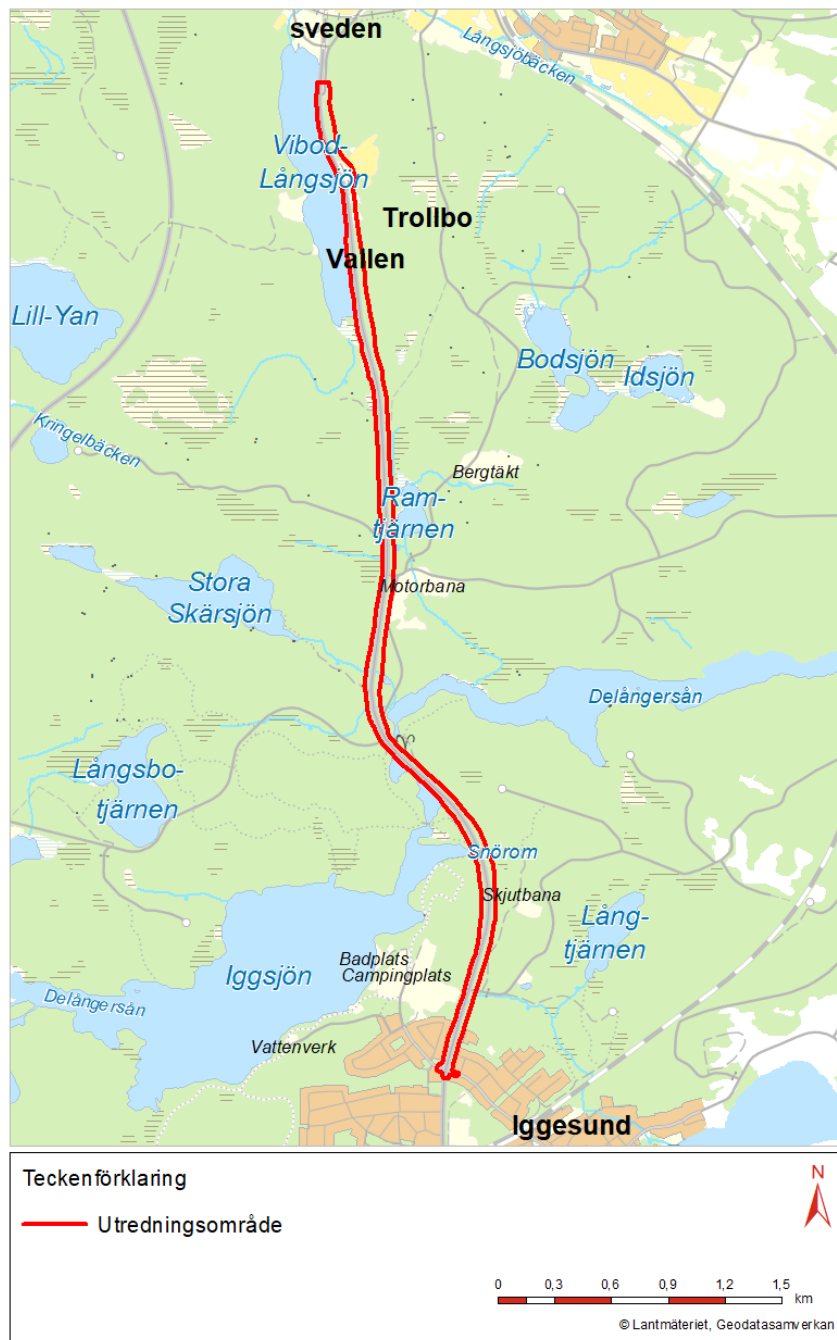 sveden
Långsjöbäcken
Vibod-
Långsjön
Trollbo
Vallen
Lill-Yan
Bodsjön
Idsjön
Kringelbäcken
Bergtäkt
Ram-
tjärnen
Stora
Skärsjön
Motorbana
Delångersån
Långsbo-
tjärnen
Snörom
Skjutbana
Lång-
tjärnen
Badplats
Campingplats
Iggsjön
Delångersån
Vattenverk
Iggesund
Teckenförklaring
Utredningsområde
N
0 0,3 0,6 0,9 1,2 1,5
km
© Lantmäteriet, Geodatasamverkan